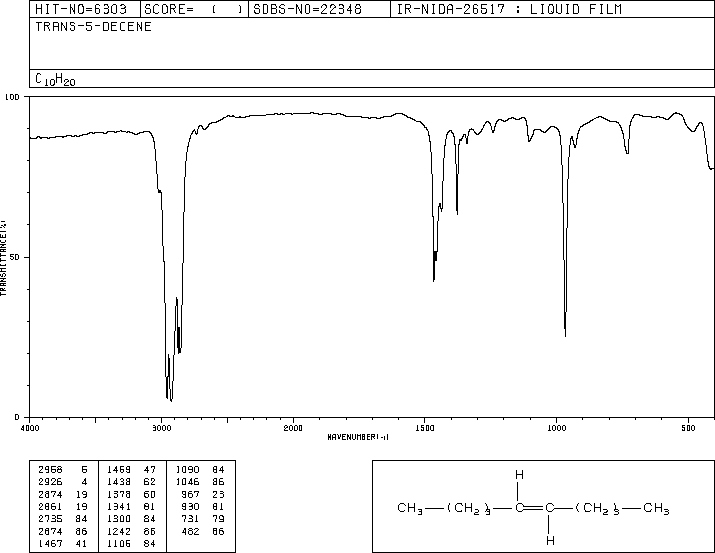 HIT-NO=6303 SCORE= ( ) SDBS-NO=22348 IR-NIDA-26517 : LIQUID FILM
TRANS-5-DECENE
C10H20
100
50
0
TRANSMITTANCE(%)
4000 3000 2000 1500 1000 500
WAVENUMBER(-1)
2958 5 1459 47 1090 84
2926 4 1438 62 1046 86
2874 19 1378 60 967 23
2861 19 1341 81 930 81
2735 84 1300 84 731 79
2674 86 1242 86 482 86
1467 41 1106 84
H
CH3—(CH2)3—C=C—(CH2)3—CH3
H